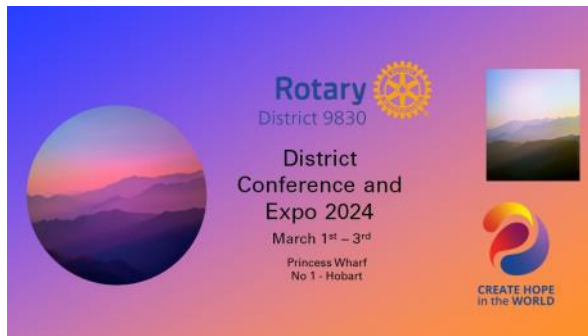 Rotary
District 9830
District
Conference and
Expo 2024
March 1st – 3rd
Princess Wharf
No 1 - Hobart
CREATE HOPE
in the WORLD